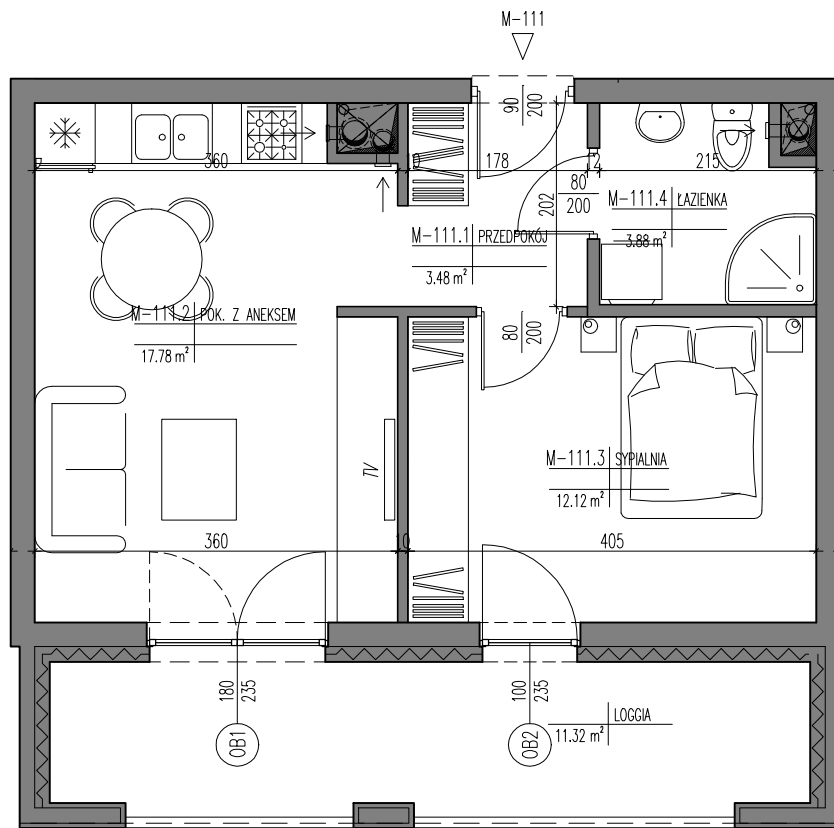 M-111
90
200
360
10
178
14
215
80
200
202
M-111.4 ŁAZIENKA
3.88 m²
M-111.1 PRZEDPOKÓJ
3.48 m²
M-111.2 POK. Z ANEKSEM
17.78 m²
80
200
TV
M-111.3 SYPIALNIA
12.12 m²
360
10
405
180
235
100
235
LOGGIA
11.32 m²
OB1
OB2